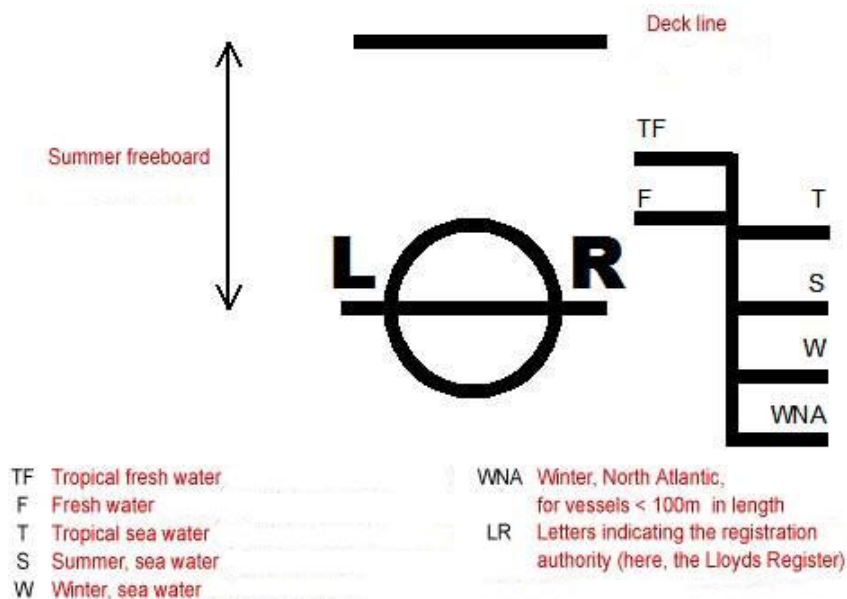 Deck line
TF
Summer freeboard
F
T
L R
S
W
WNA
TF Tropical fresh water
F Fresh water
T Tropical sea water
S Summer, sea water
W Winter, sea water
WNA Winter, North Atlantic,
for vessels < 100m in length
LR Letters indicating the registration
authority (here, the Lloyds Register)